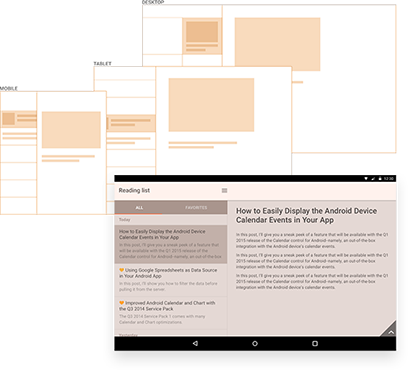 DESKTOP
TABLET
MOBILE
12:30
Reading list
ALL
FAVORITES
Today
How to Easily Display the Android Device
Calendar Events in Your App
In this post, I'll give you a sneak peek of a feature that
will be available with the Q1 2015 release of the
Calendar control for Android- namely, an out-of-the-box
Using Google Spreadsheets as Data Source
in Your Android App
In this post, I'll show you how to filter the data before
pulling it from the server.
Improved Android Calendar and Chart with
the Q3 2014 Service Pack
The Q3 2014 Service Pack 1 comes with many
Calendar and Chart optimizations.
How to Easily Display the Android Device
Calendar Events in Your App
In this post, I'll give you a sneak peek of a feature that will be available with the Q1
2015 release of the Calendar control for Android- namely, an out-of-the-box
integration with the Android device's calendar events.
In this post, I'll give you a sneak peek of a feature that will be available with the Q1
2015 release of the Calendar control for Android- namely, an out-of-the-box
integration with the Android device's calendar events.
In this post, I'll give you a sneak peek of a feature that will be available with the Q1
2015 release of the Calendar control for Android- namely, an out-of-the-box
integration with the Android device's calendar events.